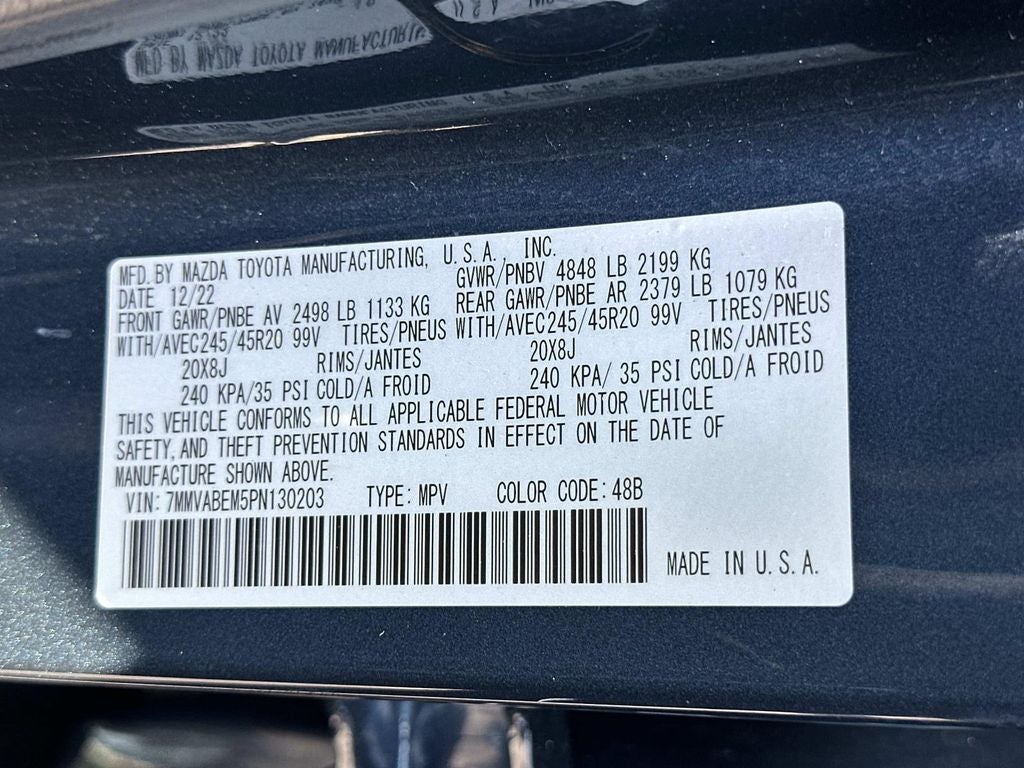 MFD. BY MAZDA TOYOTA MANUFACTURING, U.S.A., INC.
DATE 12/22 GVWR/PNBV 4848 LB 2199 KG
FRONT GAWR/PNBE AV 2498 LB 1133 KG REAR GAWR/PNBE AR 2379 LB 1079 KG
WITH/AVEC245/45R20 99V TIRES/PNEUS WITH/AVEC245/45R20 99V TIRES/PNEUS
20X8J RIMS/JANTES 20X8J RIMS/JANTES
240 KPA/35 PSI COLD/A FROID 240 KPA/ 35 PSI COLD/A FROID
THIS VEHICLE CONFORMS TO ALL APPLICABLE FEDERAL MOTOR VEHICLE
SAFETY, AND THEFT PREVENTION STANDARDS IN EFFECT ON THE DATE OF
MANUFACTURE SHOWN ABOVE.
VIN: 7MMVABEM5PN130203 TYPE: MPV COLOR CODE: 48B
MADE IN U.S.A.